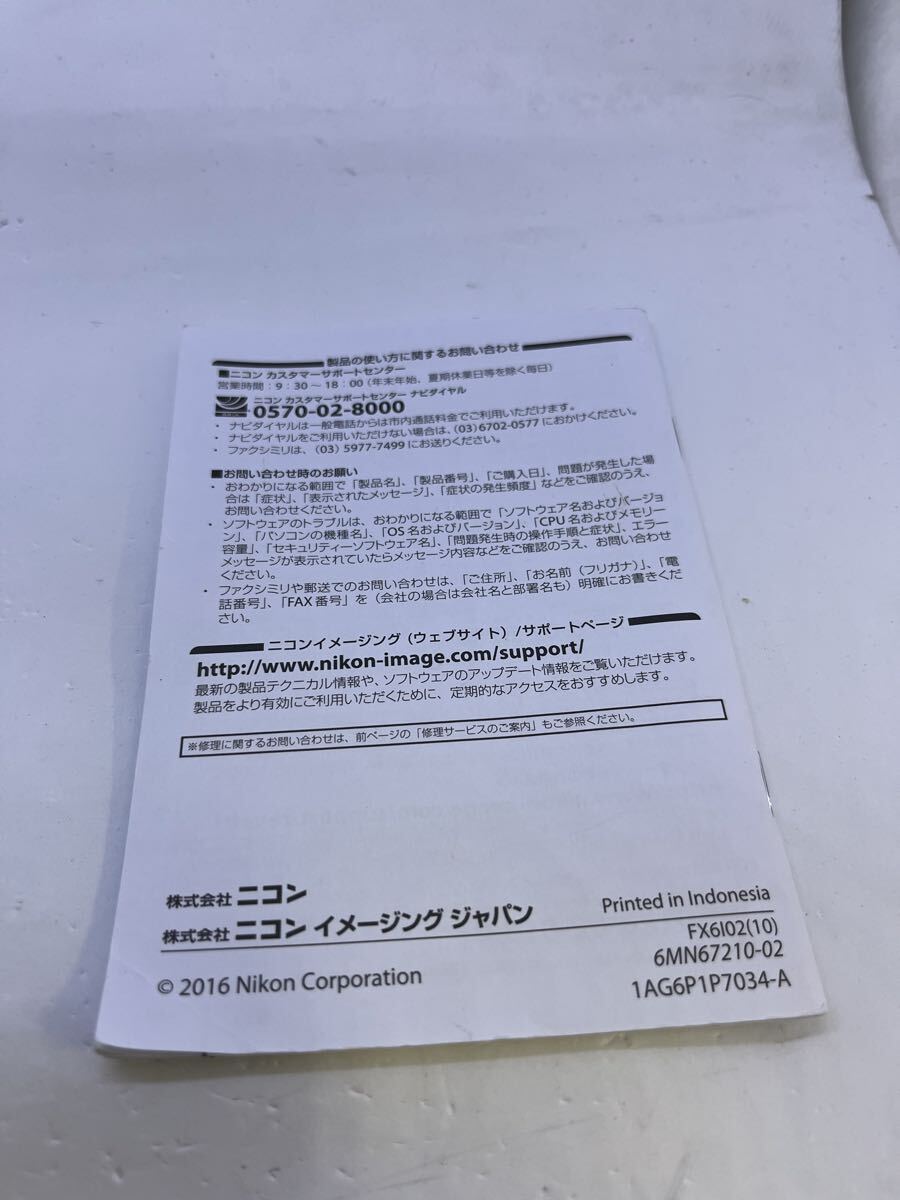 製品の使い方に関するお問い合わせ
■ニコン カスタマーサポートセンター
営業時間：9：30～18：00（年末年始、夏期休業日等を除く毎日）
ニコン カスタマーサポートセンター ナビダイヤル
0570-02-8000
・ナビダイヤルは一般電話からは市内通話料金でご利用いただけます。
・ナビダイヤルをご利用いただけない場合は、(03) 6702-0577 におかけください。
・ファクシミリは、(03) 5977-7499 にお送りください。
■お問い合わせ時のお願い
・おわかりになる範囲で「製品名」、「製品番号」、「ご購入日」、問題が発生した場
合は「症状」、「表示されたメッセージ」、「症状の発生頻度」などをご確認のうえ、
お問い合わせください。
・ソフトウェアのトラブルは、おわかりになる範囲で「ソフトウェア名およびバージョ
ン」、「パソコンの機種名」、「OS 名およびバージョン」、「CPU 名およびメモリー
容量」、「セキュリティーソフトウェア名」、「問題発生時の操作手順と症状」、エラー
メッセージが表示されていたらメッセージ内容などをご確認のうえ、お問い合わせ
ください。
・ファクシミリや郵送でのお問い合わせは、「ご住所」、「お名前（フリガナ）」、「電
話番号」、「FAX 番号」を（会社の場合は会社名と部署名も）明確にお書きくだ
さい。
ニコンイメージング（ウェブサイト）/サポートページ
http://www.nikon-image.com/support/
最新の製品テクニカル情報や、ソフトウェアのアップデート情報をご覧いただけます。
製品をより有効にご利用いただくために、定期的なアクセスをおすすめします。
※修理に関するお問い合わせは、前ページの「修理サービスのご案内」もご参照ください。
株式会社 ニコン
株式会社 ニコン イメージング ジャパン
© 2016 Nikon Corporation
Printed in Indonesia
FX6I02(10)
6MN67210-02
1AG6P1P7034-A